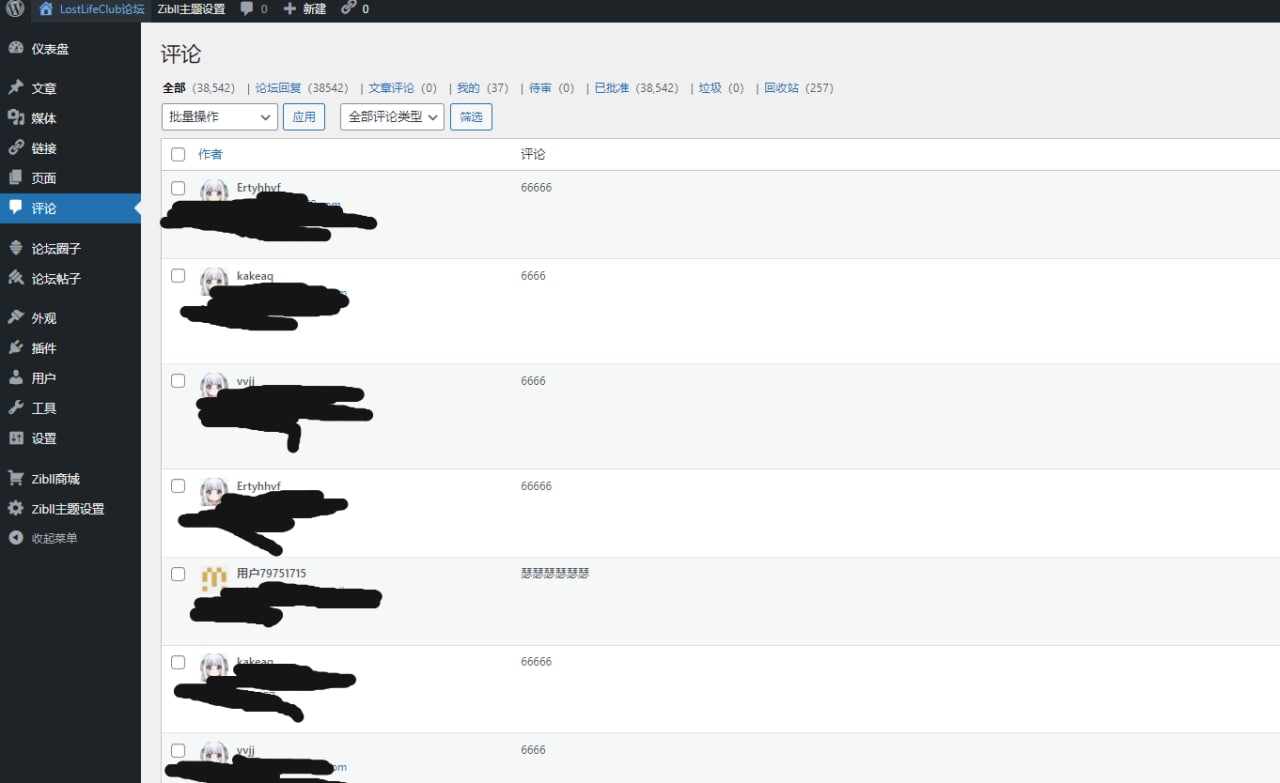 LostLifeClub论坛 Zibll主题设置 0 新建 0
仪表盘
文章
媒体
链接
页面
评论
论坛圈子
论坛帖子
外观
插件
用户
工具
设置
Zibll商城
Zibll主题设置
收起菜单
评论
全部 (38,542) | 论坛回复 (38542) | 文章评论 (0) | 我的 (37) | 待审 (0) | 已批准 (38,542) | 垃圾 (0) | 回收站 (257)
批量操作 应用 全部评论类型 筛选
作者 评论
Ertyhhvf 66666
kakeaq 6666
vvjj 6666
Ertyhhvf 66666
用户79751715 瑟瑟瑟瑟瑟瑟
kakeaq 66666
vvjj 6666